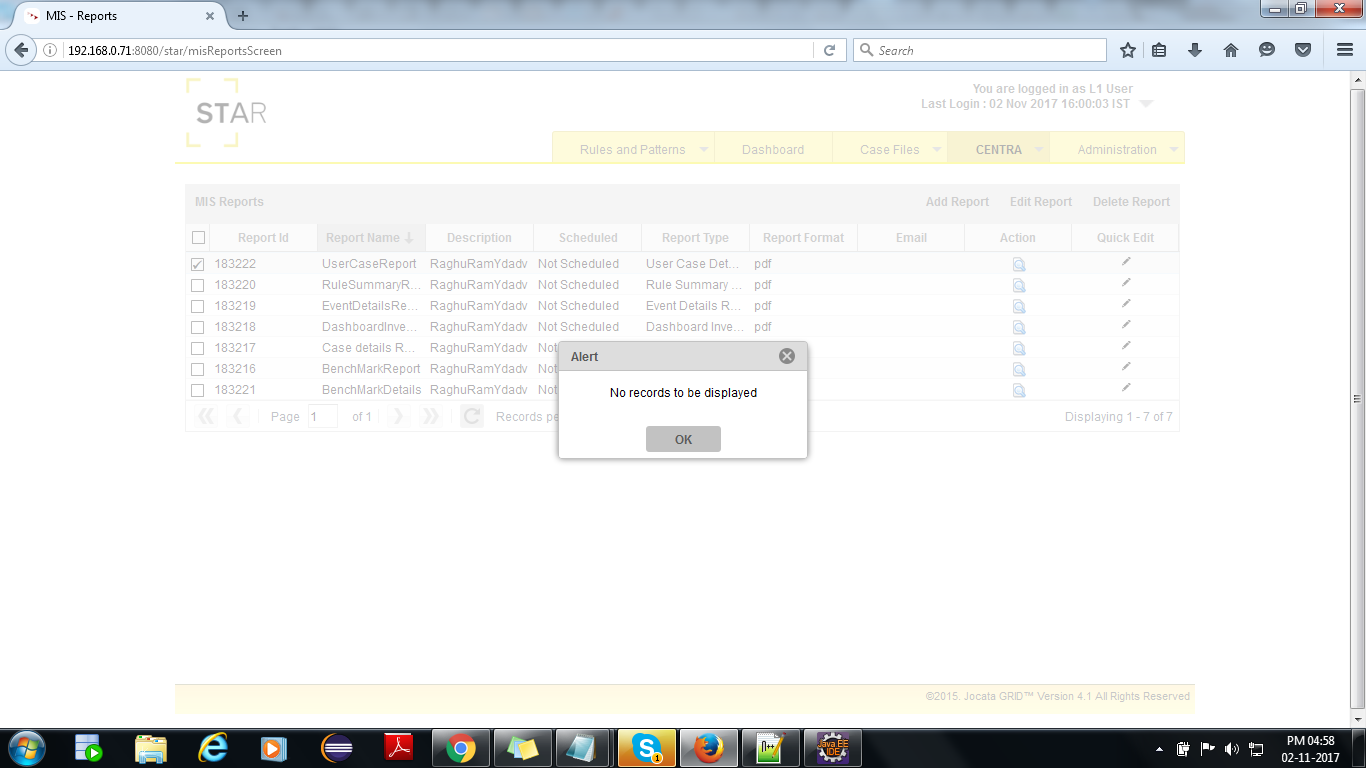 MIS - Reports
192.168.0.71:8080/star/misReportsScreen
Search
You are logged in as L1 User
Last Login : 02 Nov 2017 16:00:03 IST
STAR
Rules and Patterns Dashboard Case Files CENTRA Administration
MIS Reports Add Report Edit Report Delete Report
Report Id Report Name Description Scheduled Report Type Report Format Email Action Quick Edit
183222 UserCaseReport RaghuRamYdadv Not Scheduled User Case Det... pdf
183220 RuleSummaryR... RaghuRamYdadv Not Scheduled Rule Summary ... pdf
183219 EventDetailsRe... RaghuRamYdadv Not Scheduled Event Details R... pdf
183218 DashboardInve... RaghuRamYdadv Not Scheduled Dashboard Inve... pdf
183217 Case details R... RaghuRamYdadv
183216 BenchMarkReport RaghuRamYdadv
183221 BenchMarkDetails RaghuRamYdadv
Alert
No records to be displayed
OK
Page 1 of 1 Records Displaying 1 - 7 of 7
©2015. Jocata GRID™ Version 4.1 All Rights Reserved
S
1
Java EE
IDE
PM 04:58
02-11-2017